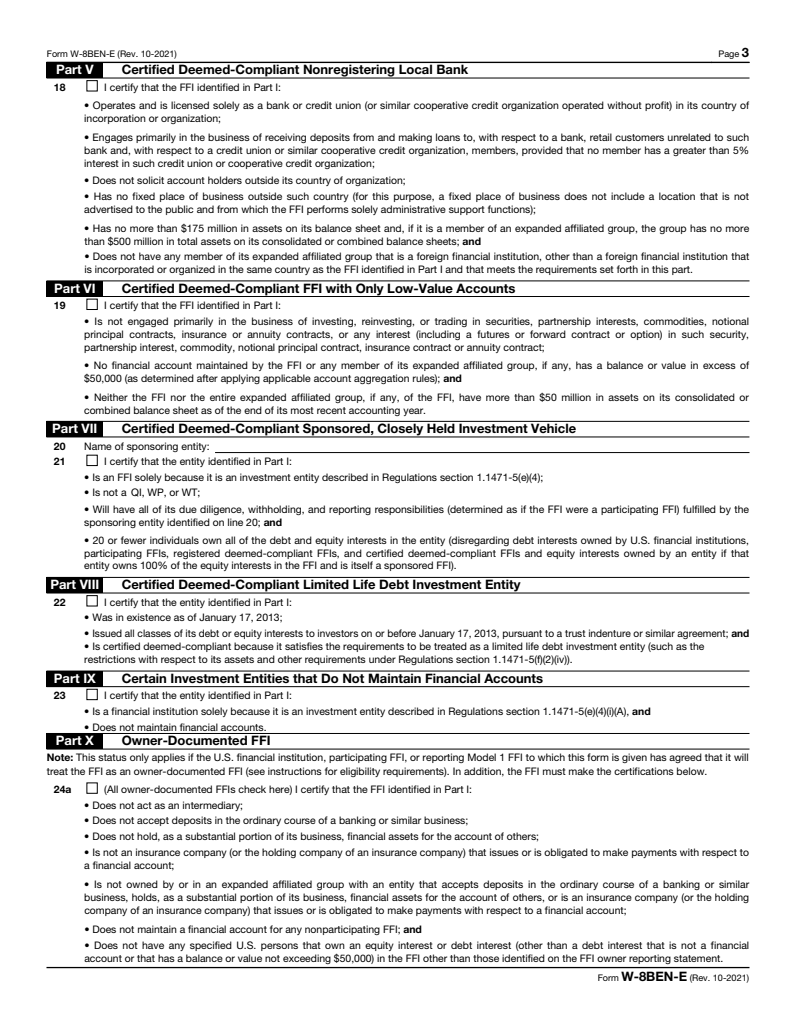 Form W-8BEN-E (Rev. 10-2021) Page 3
Part V Certified Deemed-Compliant Nonregistering Local Bank
18 I certify that the FFI identified in Part I:
• Operates and is licensed solely as a bank or credit union (or similar cooperative credit organization operated without profit) in its country of
incorporation or organization;
• Engages primarily in the business of receiving deposits from and making loans to, with respect to a bank, retail customers unrelated to such
bank and, with respect to a credit union or similar cooperative credit organization, members, provided that no member has a greater than 5%
interest in such credit union or cooperative credit organization;
• Does not solicit account holders outside its country of organization;
• Has no fixed place of business outside such country (for this purpose, a fixed place of business does not include a location that is not
advertised to the public and from which the FFI performs solely administrative support functions);
• Has no more than $175 million in assets on its balance sheet and, if it is a member of an expanded affiliated group, the group has no more
than $500 million in total assets on its consolidated or combined balance sheets; and
• Does not have any member of its expanded affiliated group that is a foreign financial institution, other than a foreign financial institution that
is incorporated or organized in the same country as the FFI identified in Part I and that meets the requirements set forth in this part.
Part VI Certified Deemed-Compliant FFI with Only Low-Value Accounts
19 I certify that the FFI identified in Part I:
• Is not engaged primarily in the business of investing, reinvesting, or trading in securities, partnership interests, commodities, notional
principal contracts, insurance or annuity contracts, or any interest (including a futures or forward contract or option) in such security,
partnership interest, commodity, notional principal contract, insurance contract or annuity contract;
• No financial account maintained by the FFI or any member of its expanded affiliated group, if any, has a balance or value in excess of
$50,000 (as determined after applying applicable account aggregation rules); and
• Neither the FFI nor the entire expanded affiliated group, if any, of the FFI, have more than $50 million in assets on its consolidated or
combined balance sheet as of the end of its most recent accounting year.
Part VII Certified Deemed-Compliant Sponsored, Closely Held Investment Vehicle
20 Name of sponsoring entity:
21 I certify that the entity identified in Part I:
• Is an FFI solely because it is an investment entity described in Regulations section 1.1471-5(e)(4);
• Is not a QI, WP, or WT;
• Will have all of its due diligence, withholding, and reporting responsibilities (determined as if the FFI were a participating FFI) fulfilled by the
sponsoring entity identified on line 20; and
• 20 or fewer individuals own all of the debt and equity interests in the entity (disregarding debt interests owned by U.S. financial institutions,
participating FFIs, registered deemed-compliant FFIs, and certified deemed-compliant FFIs and equity interests owned by an entity if that
entity owns 100% of the equity interests in the FFI and is itself a sponsored FFI).
Part VIII Certified Deemed-Compliant Limited Life Debt Investment Entity
22 I certify that the entity identified in Part I:
• Was in existence as of January 17, 2013;
• Issued all classes of its debt or equity interests to investors on or before January 17, 2013, pursuant to a trust indenture or similar agreement; and
• Is certified deemed-compliant because it satisfies the requirements to be treated as a limited life debt investment entity (such as the
restrictions with respect to its assets and other requirements under Regulations section 1.1471-5(f)(2)(iv)).
Part IX Certain Investment Entities that Do Not Maintain Financial Accounts
23 I certify that the entity identified in Part I:
• Is a financial institution solely because it is an investment entity described in Regulations section 1.1471-5(e)(4)(i)(A), and
• Does not maintain financial accounts.
Part X Owner-Documented FFI
Note: This status only applies if the U.S. financial institution, participating FFI, or reporting Model 1 FFI to which this form is given has agreed that it will
treat the FFI as an owner-documented FFI (see instructions for eligibility requirements). In addition, the FFI must make the certifications below.
24a (All owner-documented FFIs check here) I certify that the FFI identified in Part I:
• Does not act as an intermediary;
• Does not accept deposits in the ordinary course of a banking or similar business;
• Does not hold, as a substantial portion of its business, financial assets for the account of others;
• Is not an insurance company (or the holding company of an insurance company) that issues or is obligated to make payments with respect to
a financial account;
• Is not owned by or in an expanded affiliated group with an entity that accepts deposits in the ordinary course of a banking or similar
business, holds, as a substantial portion of its business, financial assets for the account of others, or is an insurance company (or the holding
company of an insurance company) that issues or is obligated to make payments with respect to a financial account;
• Does not maintain a financial account for any nonparticipating FFI; and
• Does not have any specified U.S. persons that own an equity interest or debt interest (other than a debt interest that is not a financial
account or that has a balance or value not exceeding $50,000) in the FFI other than those identified on the FFI owner reporting statement.
Form W-8BEN-E (Rev. 10-2021)